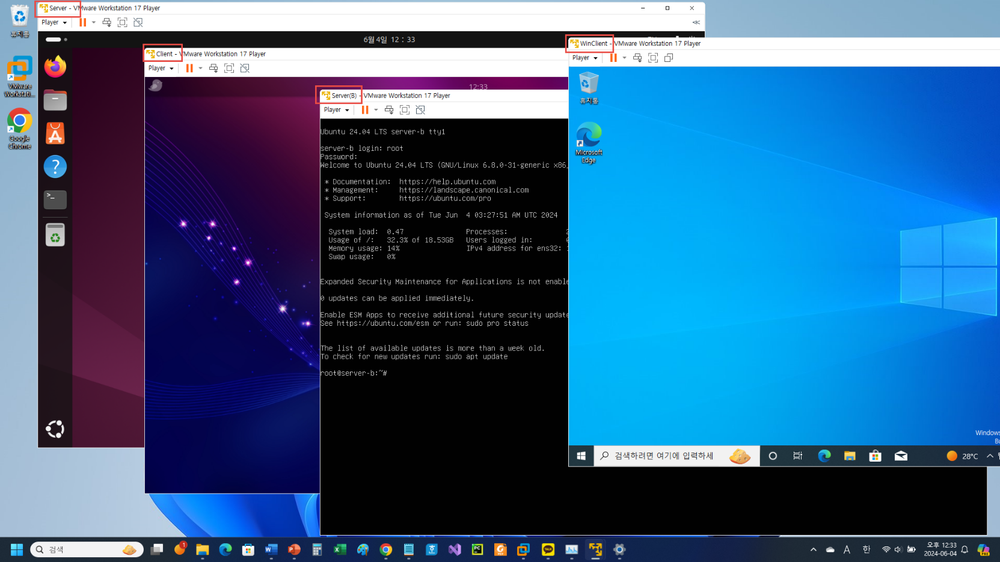 휴지통
VMware
Workstati...
Google
Chrome
Server - VMware Workstation 17 Player
Player
6월 4일 12 : 33
Client - VMware Workstation 17 Player
Player
12:33
Server(B) - VMware Workstation 17 Player
Player
Ubuntu 24.04 LTS server-b tty1
server-b login: root
Password:
Welcome to Ubuntu 24.04 LTS (GNU/Linux 6.8.0-31-generic x86_
* Documentation: https://help.ubuntu.com
* Management: https://landscape.canonical.com
* Support: https://ubuntu.com/pro
System information as of Tue Jun 4 03:27:51 AM UTC 2024
System load: 0.47 Processes: 2
Usage of /: 32.3% of 18.53GB Users logged in: 0
Memory usage: 14% IPv4 address for ens32: 1
Swap usage: 0%
Expanded Security Maintenance for Applications is not enable
0 updates can be applied immediately.
Enable ESM Apps to receive additional future security update
See https://ubuntu.com/esm or run: sudo pro status
The list of available updates is more than a week old.
To check for new updates run: sudo apt update
root@server-b:~#
WinClient - VMware Workstation 17 Player
Player
휴지통
Microsoft
Edge
Windows
Bu
검색하려면 여기에 입력하세
28°C
검색
1
A
한
오후 12:33
2024-06-04